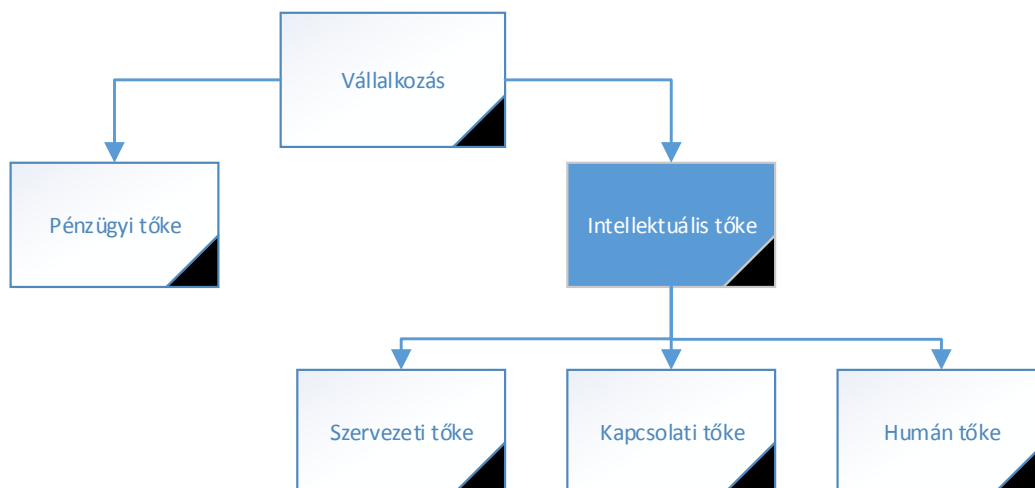 Vállalkozás
Pénzügyi tőke
Intellektuális tőke
Szervezeti tőke
Kapcsolati tőke
Humán tőke